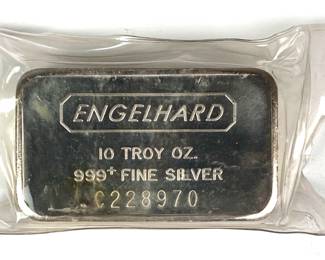 ENGELHARD
10 TROY OZ.
999+ FINE SILVER
C228970